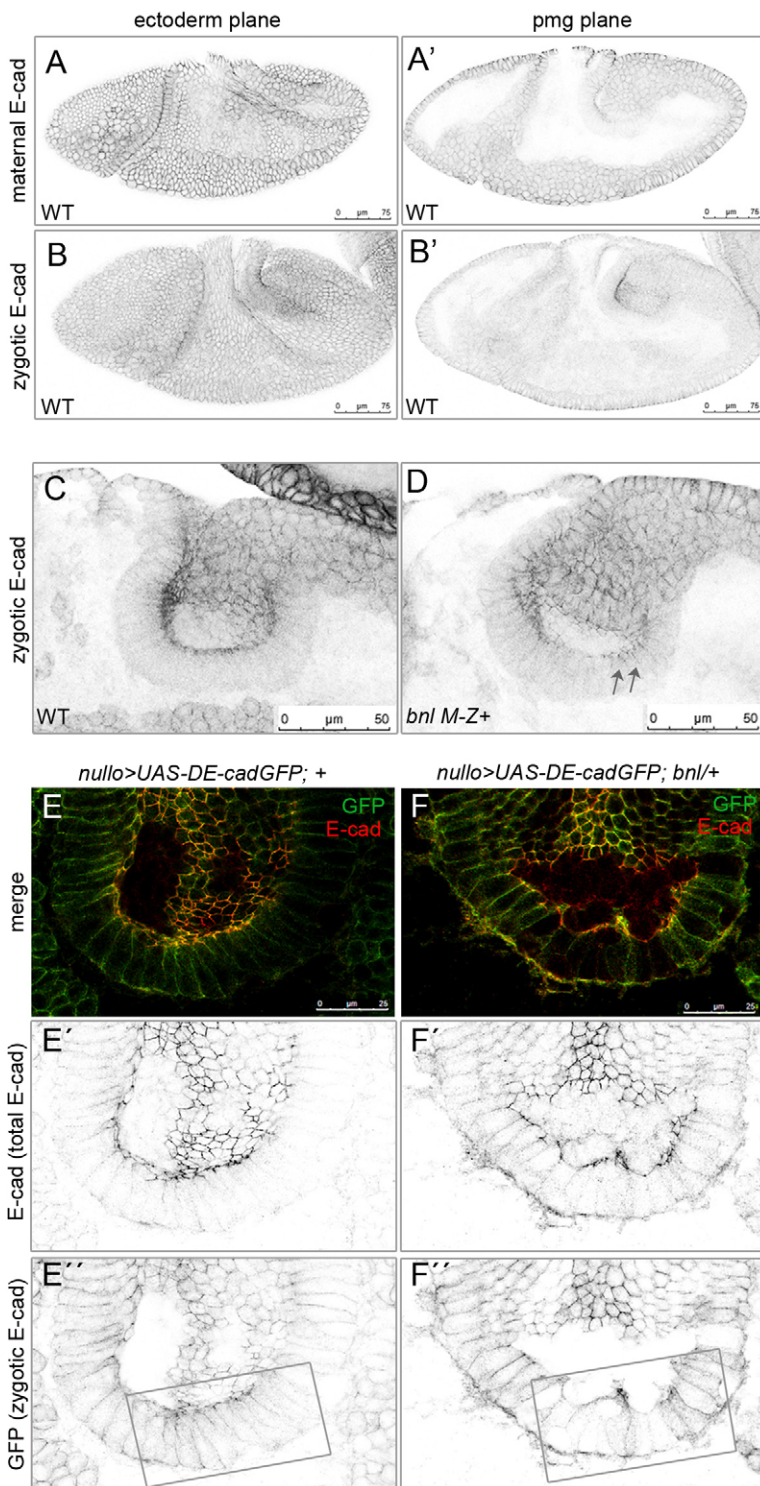 ectoderm plane
pmg plane
maternal E-cad
A
WT
0 µm 75
A'
WT
0 µm 75
zygotic E-cad
B
WT
0 µm 75
B'
WT
0 µm 75
zygotic E-cad
C
WT
0 µm 50
D
bnl M-Z+
0 µm 50
nullo>UAS-DE-cadGFP; +
nullo>UAS-DE-cadGFP; bnl/+
merge
E
GFP
E-cad
0 µm 25
F
GFP
E-cad
0 µm 25
E-cad (total E-cad)
E´
F´
GFP (zygotic E-cad)
E´´
F´´